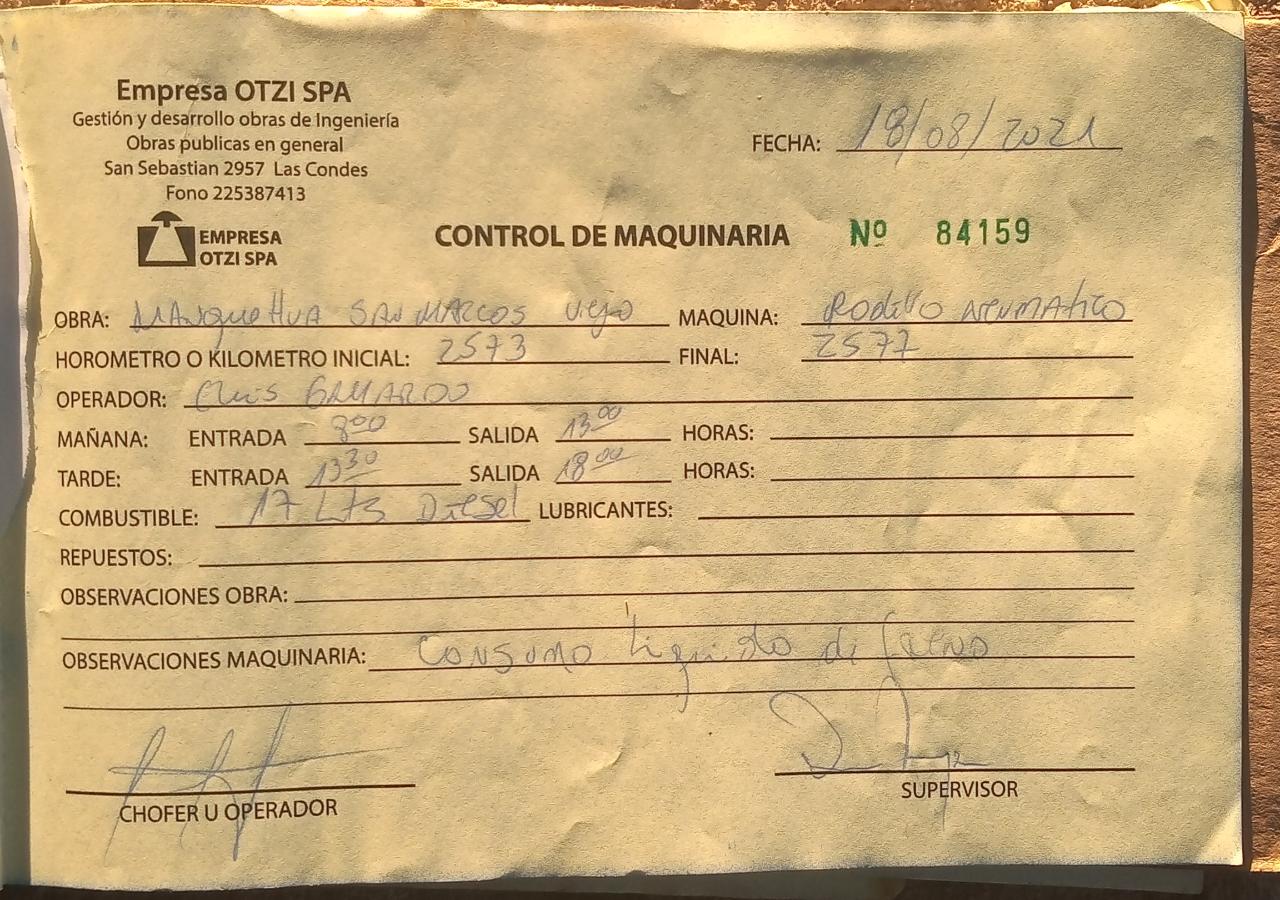 Empresa OTZI SPA
Gestión y desarrollo obras de Ingeniería
Obras publicas en general
San Sebastian 2957 Las Condes
Fono 225387413
EMPRESA
OTZI SPA
FECHA: 18/08/2021
CONTROL DE MAQUINARIA Nº 84159
OBRA: SAN MARCOS Viejo MAQUINA: Rodillo NEUMATICO
HOROMETRO O KILOMETRO INICIAL: 2573 FINAL: 2577
OPERADOR: GALLARDO
MAÑANA: ENTRADA 8:00 SALIDA 13:00 HORAS:
TARDE: ENTRADA 13:30 SALIDA 18:00 HORAS:
COMBUSTIBLE: 17 Lts Diesel LUBRICANTES:
REPUESTOS:
OBSERVACIONES OBRA:
OBSERVACIONES MAQUINARIA: CONSUMO liquido de freno
CHOFER U OPERADOR
SUPERVISOR